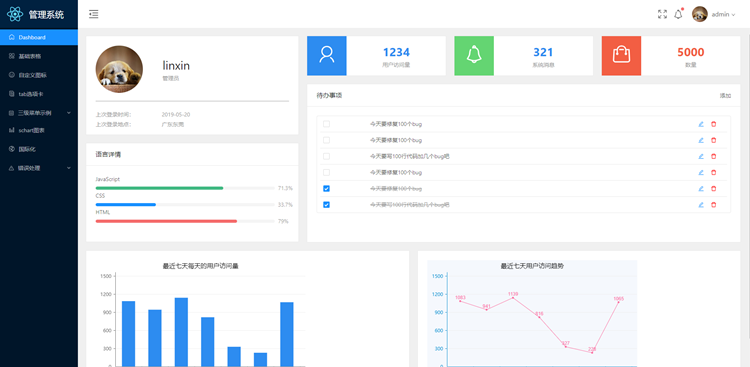 管理系统
admin
Dashboard
基础表格
自定义图标
tab选项卡
三级菜单示例
schart图表
国际化
错误处理
linxin
管理员
上次登录时间: 2019-05-20
上次登录地点: 广东东莞
语言详情
JavaScript
71.3%
CSS
33.7%
HTML
79%
1234
用户访问量
321
系统消息
5000
数量
待办事项 添加
今天要修复100个bug
今天要修复100个bug
今天要写100行代码加几个bug吧
今天要修复100个bug
今天要修复100个bug
今天要写100行代码加几个bug吧
最近七天每天的用户访问量
1500
1200
900
600
300
0
最近七天用户访问趋势
1500
1200
900
600
300
0
1083
941
1139
816
327
228
1065